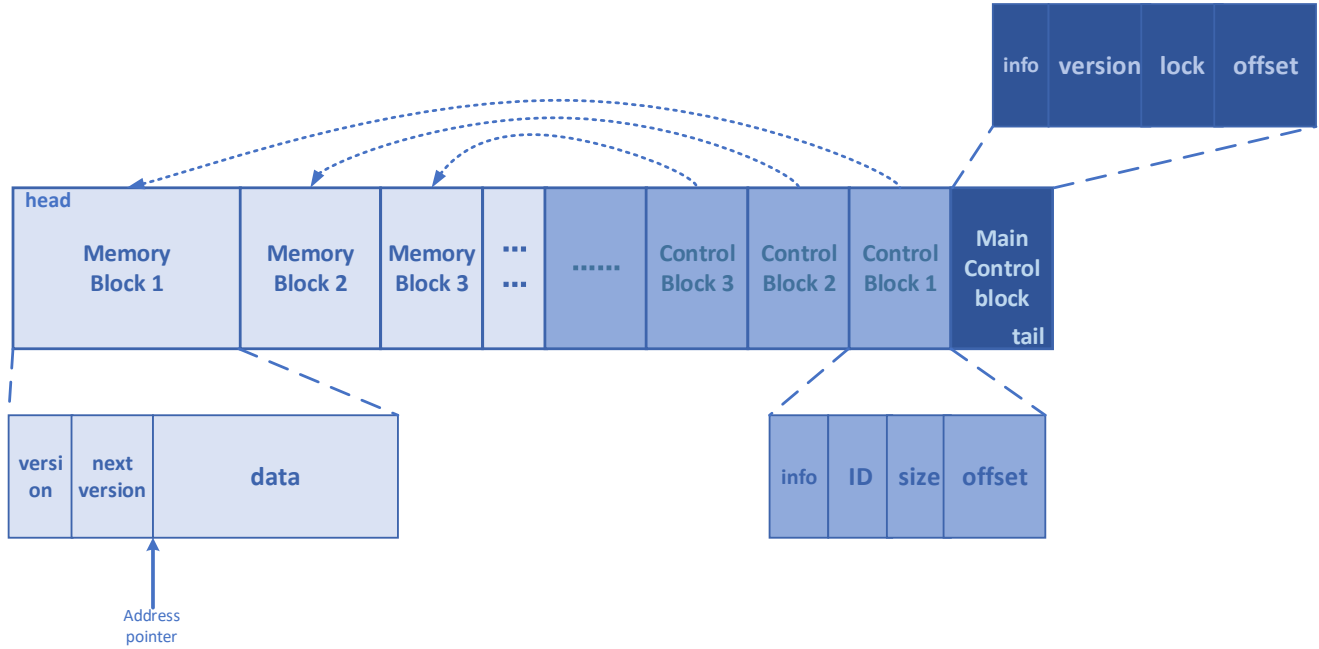 info version lock offset
head
Memory
Block 1
Memory
Block 2
Memory
Block 3
...
...
......
Control
Block 3
Control
Block 2
Control
Block 1
Main
Control
block
tail
versi
on
next
version
data
info ID size offset
Address
pointer